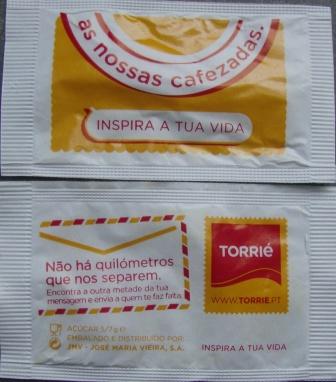 as nossas cafezadas.
INSPIRA A TUA VIDA
Não há quilómetros
que nos separem.
Encontra a outra metade da tua
mensagem e envia a quem te faz falta.
TORRIÉ
WWW.TORRIE.PT
AÇÚCAR 5/7g e
EMBALADO E DISTRIBUÍDO POR:
JMV - JOSÉ MARIA VIEIRA, S.A.
INSPIRA A TUA VIDA